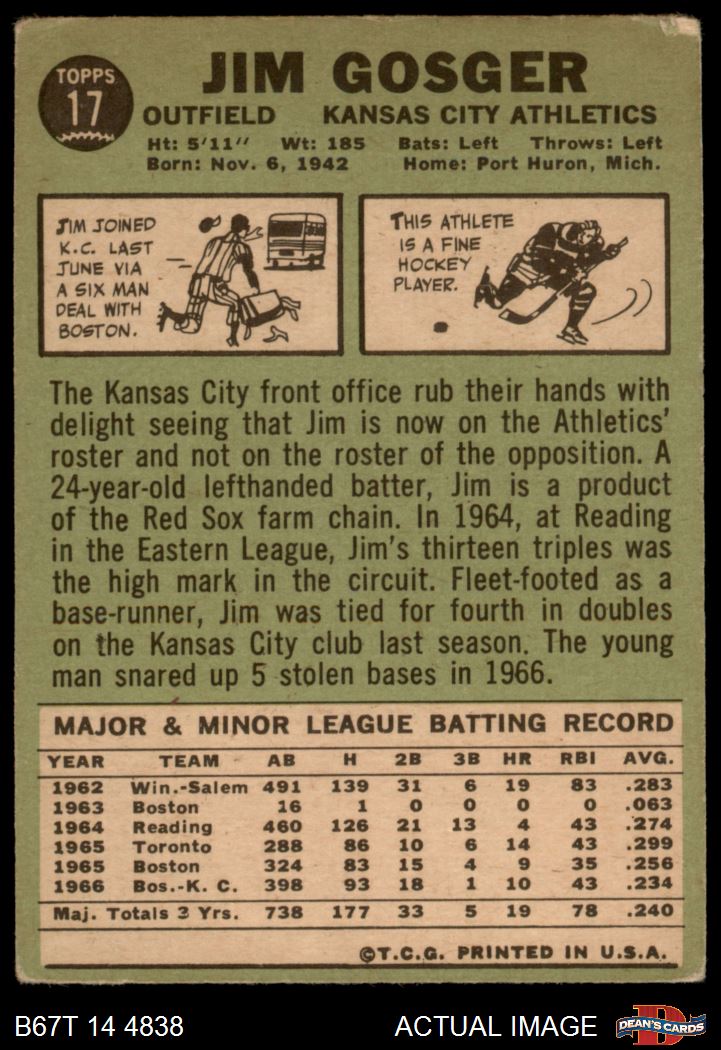 JIM GOSGER
TOPPS
17
OUTFIELD KANSAS CITY ATHLETICS
Ht: 5'11" Wt: 185 Bats: Left Throws: Left
Born: Nov. 6, 1942 Home: Port Huron, Mich.
JIM JOINED
K.C. LAST
JUNE VIA
A SIX MAN
DEAL WITH
BOSTON.
THIS ATHLETE
IS A FINE
HOCKEY
PLAYER.
The Kansas City front office rub their hands with
delight seeing that Jim is now on the Athletics'
roster and not on the roster of the opposition. A
24-year-old lefthanded batter, Jim is a product
of the Red Sox farm chain. In 1964, at Reading
in the Eastern League, Jim's thirteen triples was
the high mark in the circuit. Fleet-footed as a
base-runner, Jim was tied for fourth in doubles
on the Kansas City club last season. The young
man snared up 5 stolen bases in 1966.
MAJOR & MINOR LEAGUE BATTING RECORD
YEAR TEAM AB H 2B 3B HR RBI AVG.
1962 Win.-Salem 491 139 31 6 19 83 .283
1963 Boston 16 1 0 0 0 0 .063
1964 Reading 460 126 21 13 4 43 .274
1965 Toronto 288 86 10 6 14 43 .299
1965 Boston 324 83 15 4 9 35 .256
1966 Bos.-K. C. 398 93 18 1 10 43 .234
Maj. Totals 3 Yrs. 738 177 33 5 19 78 .240
©T.C.G. PRINTED IN U.S.A.
B67T 14 4838 ACTUAL IMAGE
DEAN'S CARDS